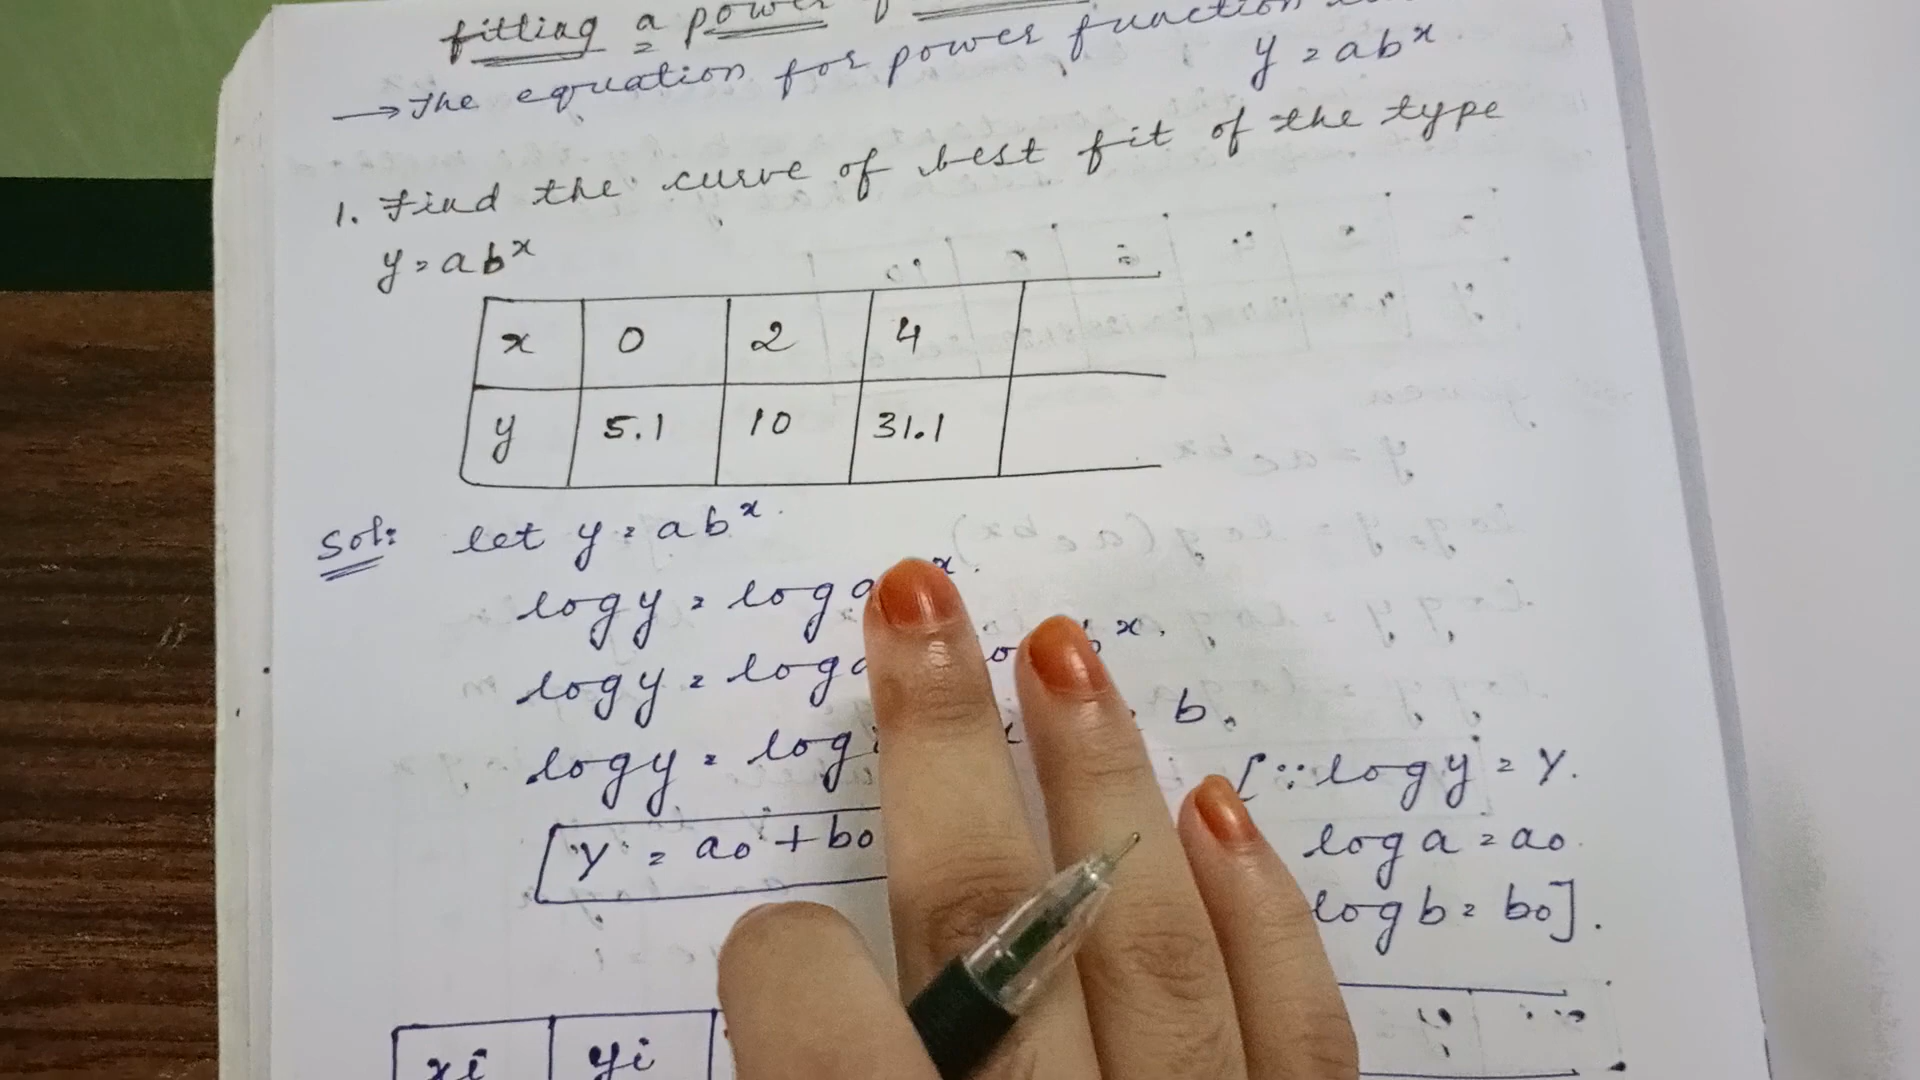 fitting a power
→ The equation for power function
y = ab^x
1. Find the curve of best fit of the type
y = ab^x
x 0 2 4
y 5.1 10 31.1
Sol: let y = ab^x.
log y = log a x.
log y = log a b^x.
log y = log b.
[∵ log y = Y.
Y = a₀ + b₀
log a = a₀.
log b = b₀].
xi yi